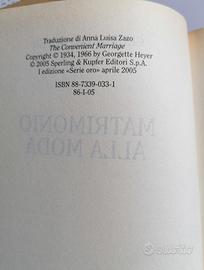 Traduzione di Anna Luisa Zazo
The Convenient Marriage
Copyright © 1934, 1966 by Georgette Heyer
© 2005 Sperling & Kupfer Editori S.p.A.
I edizione «Serie oro» aprile 2005
ISBN 88-7339-033-1
86-I-05
MATRIMONIO
ALLA MODA
subito